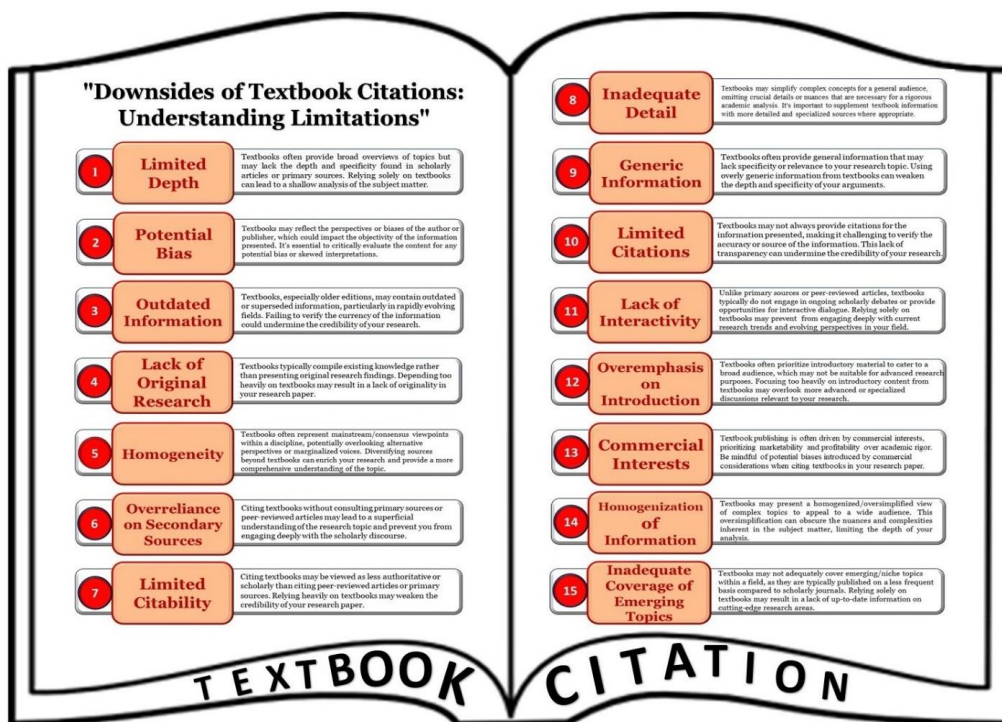 "Downsides of Textbook Citations:
Understanding Limitations"
1
Limited
Depth
Textbooks often provide broad overviews of topics but
may lack the depth and specificity found in scholarly
articles or primary sources. Relying solely on textbooks
can lead to a shallow analysis of the subject matter.
2
Potential
Bias
Textbooks may reflect the perspectives or biases of the author or
publisher, which could impact the objectivity of the information
presented. It's essential to critically evaluate the content for any
potential bias or skewed interpretations.
3
Outdated
Information
Textbooks, especially older editions, may contain outdated
or superseded information, particularly in rapidly evolving
fields. Failing to verify the currency of the information
could undermine the credibility of your research.
4
Lack of
Original
Research
Textbooks typically compile existing knowledge rather
than presenting original research findings. Depending too
heavily on textbooks may result in a lack of originality in
your research paper.
5
Homogeneity
Textbooks often represent mainstream/consensus viewpoints
within a discipline, potentially overlooking alternative
perspectives or marginalized voices. Diversifying sources
beyond textbooks can enrich your research and provide a more
comprehensive understanding of the topic.
6
Overreliance
on Secondary
Sources
Citing textbooks without consulting primary sources or
peer-reviewed articles may lead to a superficial
understanding of the research topic and prevent you from
engaging deeply with the scholarly discourse.
7
Limited
Citability
Citing textbooks may be viewed as less authoritative or
scholarly than citing peer-reviewed articles or primary
sources. Relying heavily on textbooks may weaken the
credibility of your research paper.
8
Inadequate
Detail
Textbooks may simplify complex concepts for a general audience,
omitting crucial details or nuances that are necessary for a rigorous
academic analysis. It's important to supplement textbook information
with more detailed and specialized sources where appropriate.
9
Generic
Information
Textbooks often provide general information that may
lack specificity or relevance to your research topic. Using
overly generic information from textbooks can weaken
the depth and specificity of your arguments.
10
Limited
Citations
Textbooks may not always provide citations for the
information presented, making it challenging to verify the
accuracy or source of the information. This lack of
transparency can undermine the credibility of your research.
11
Lack of
Interactivity
Unlike primary sources or peer-reviewed articles, textbooks
typically do not engage in ongoing scholarly debates or provide
opportunities for interactive dialogue. Relying solely on
textbooks may prevent from engaging deeply with current
research trends and evolving perspectives in your field.
12
Overemphasis
on
Introduction
Textbooks often prioritize introductory material to cater to a
broad audience, which may not be suitable for advanced research
purposes. Focusing too heavily on introductory content from
textbooks may overlook more advanced or specialized
discussions relevant to your research.
13
Commercial
Interests
Textbook publishing is often driven by commercial interests,
prioritizing marketability and profitability over academic rigor.
Be mindful of potential biases introduced by commercial
considerations when citing textbooks in your research paper.
14
Homogenization
of
Information
Textbooks may present a homogenized/oversimplified view
of complex topics to appeal to a wide audience. This
oversimplification can obscure the nuances and complexities
inherent in the subject matter, limiting the depth of your
analysis.
15
Inadequate
Coverage of
Emerging
Topics
Textbooks may not adequately cover emerging/niche topics
within a field, as they are typically published on a less frequent
basis compared to scholarly journals. Relying solely on
textbooks may result in a lack of up-to-date information on
cutting-edge research areas.
TEXTBOOK CITATION